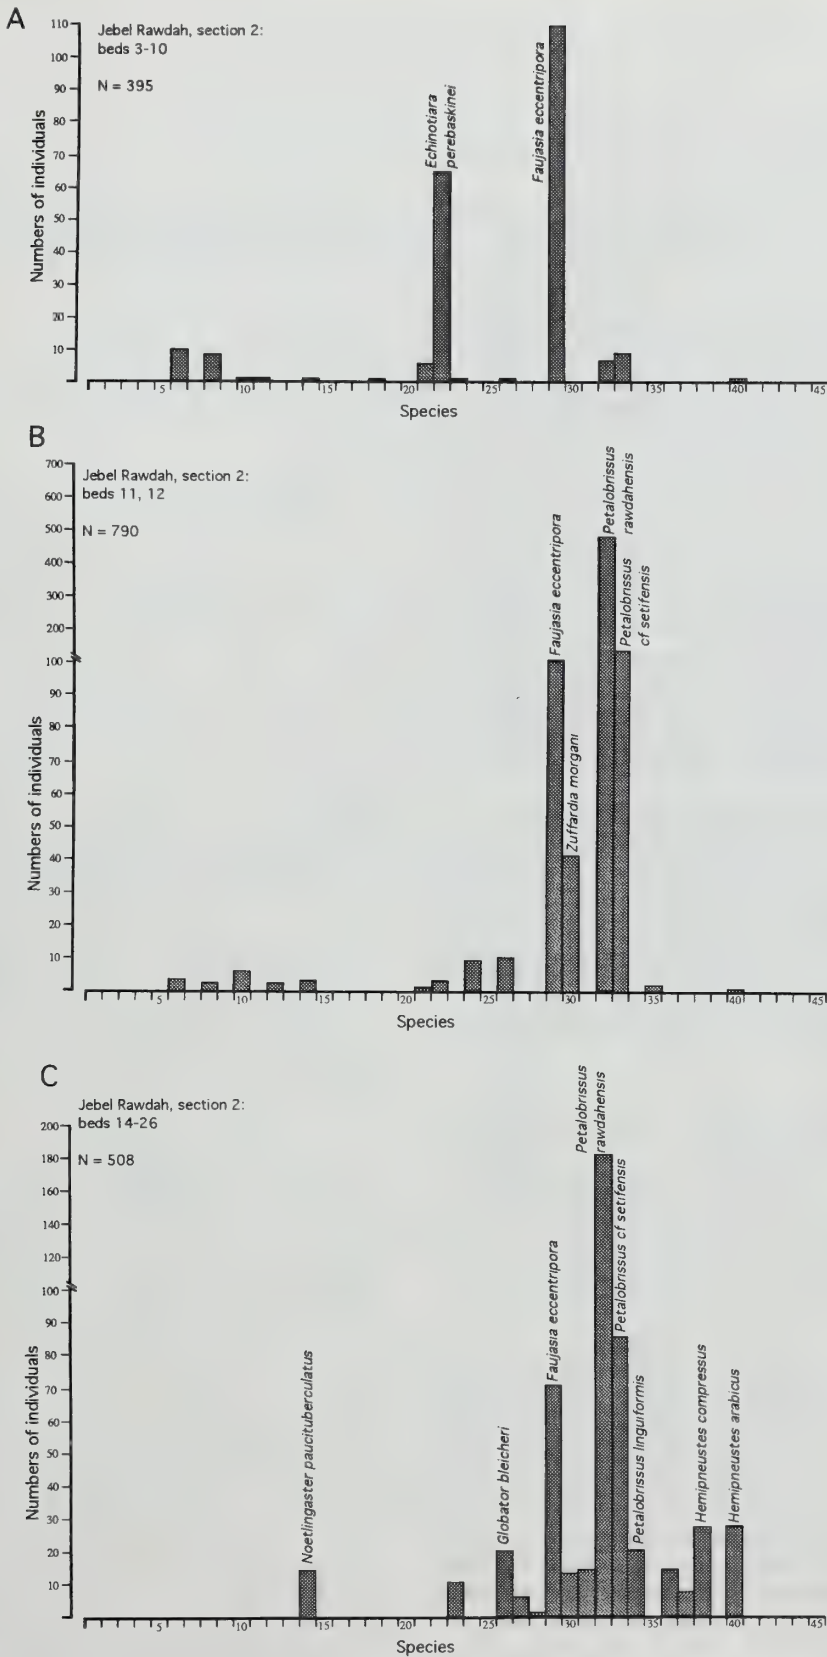 A
Jebel Rawdah, section 2:
beds 3-10
N = 395
Numbers of individuals
110
100
90
80
70
60
50
40
30
20
10
Echinotiara
perebaskinei
Faujasia eccentripora
5 10 15 20 25 30 35 40 45
Species
B
Jebel Rawdah, section 2:
beds 11, 12
N = 790
Numbers of individuals
700
600
500
400
300
200
100
90
80
70
60
50
40
30
20
10
Faujasia eccentripora
Zuffardia morgani
Petalobrissus
rawdahensis
Petalobrissus
cf setifensis
5 10 15 20 25 30 35 40 45
Species
C
Jebel Rawdah, section 2:
beds 14-26
N = 508
Numbers of individuals
200
180
160
140
120
100
90
80
70
60
50
40
30
20
10
Noetlingaster paucituberculatus
Globator bleicheri
Faujasia eccentripora
Petalobrissus
rawdahensis
Petalobrissus cf setifensis
Petalobrissus linguiformis
Hemipneustes compressus
Hemipneustes arabicus
5 10 15 20 25 30 35 40 45
Species